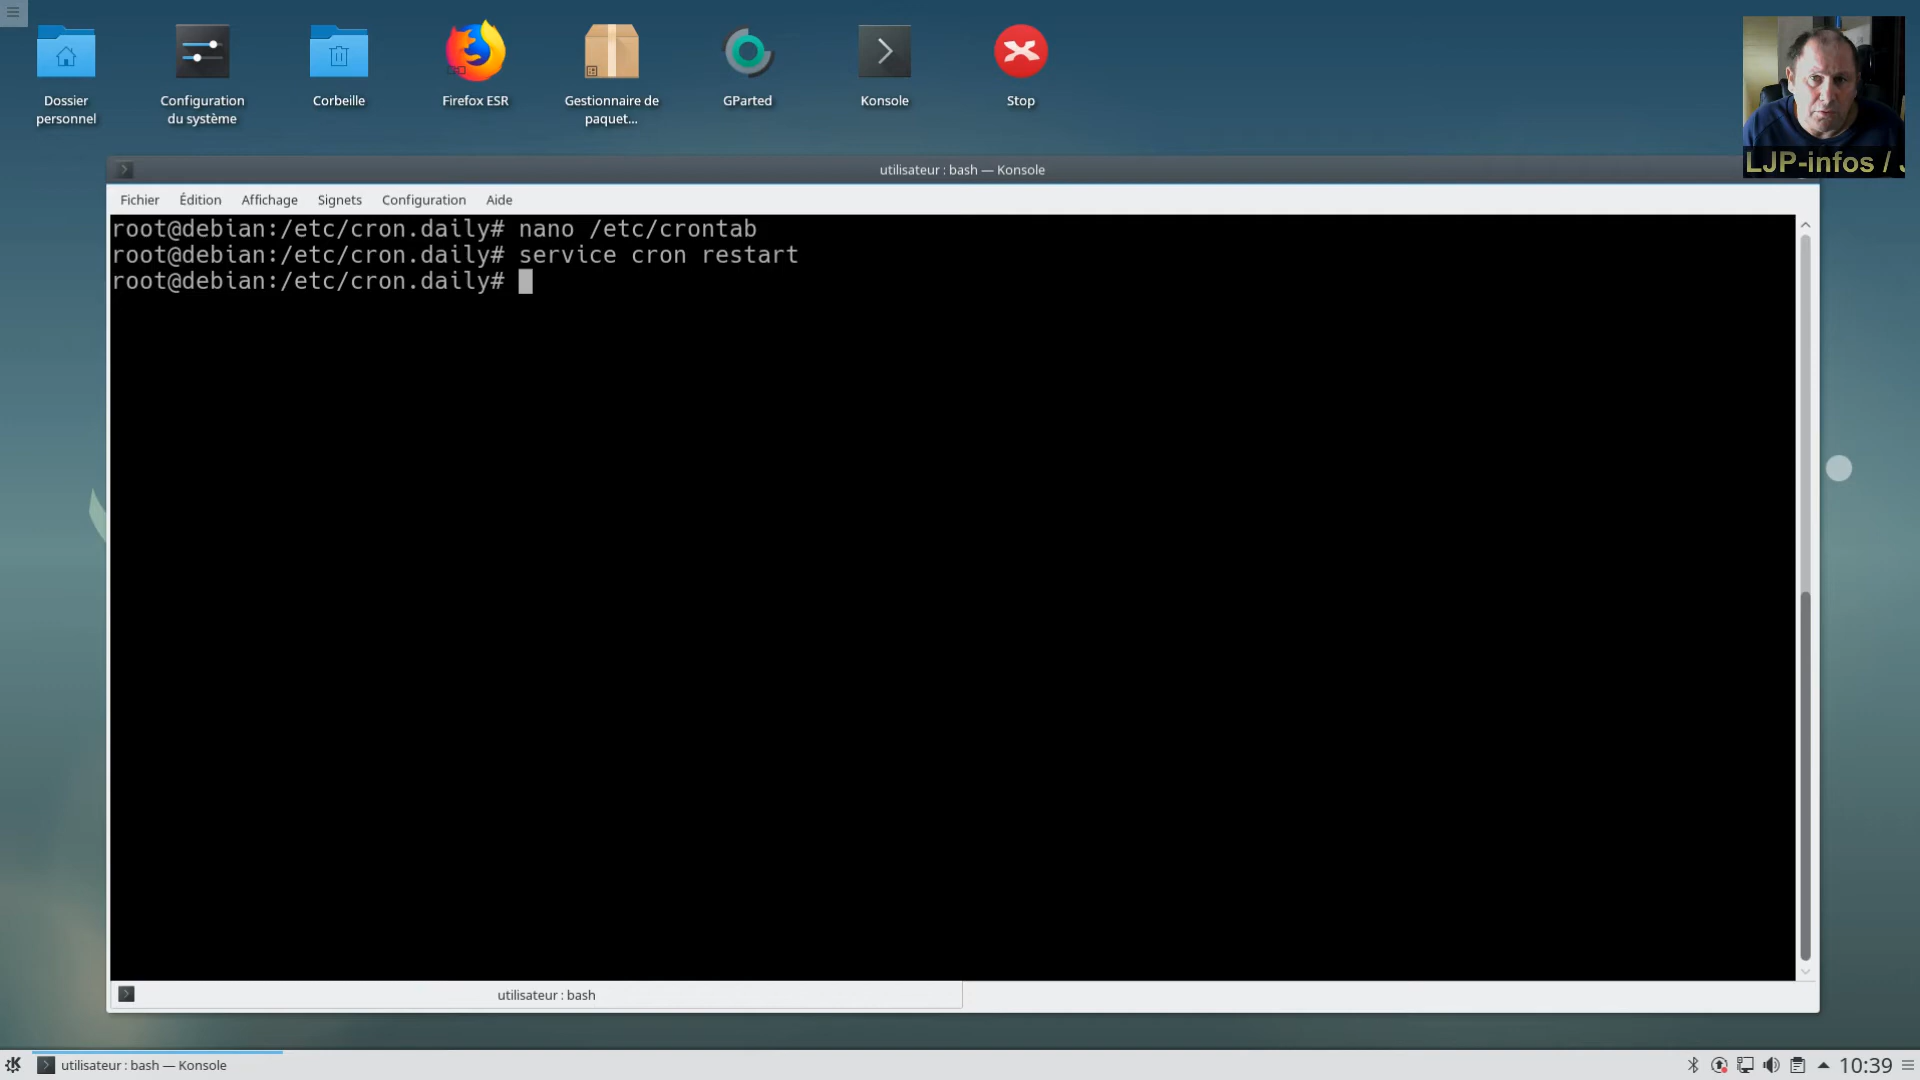 Dossier
personnel
Configuration
du système
Corbeille
Firefox ESR
Gestionnaire de
paquet...
GParted
Konsole
Stop
LJP-infos /
utilisateur : bash — Konsole
Fichier Édition Affichage Signets Configuration Aide
root@debian:/etc/cron.daily# nano /etc/crontab
root@debian:/etc/cron.daily# service cron restart
root@debian:/etc/cron.daily#
utilisateur : bash
utilisateur : bash — Konsole
10:39